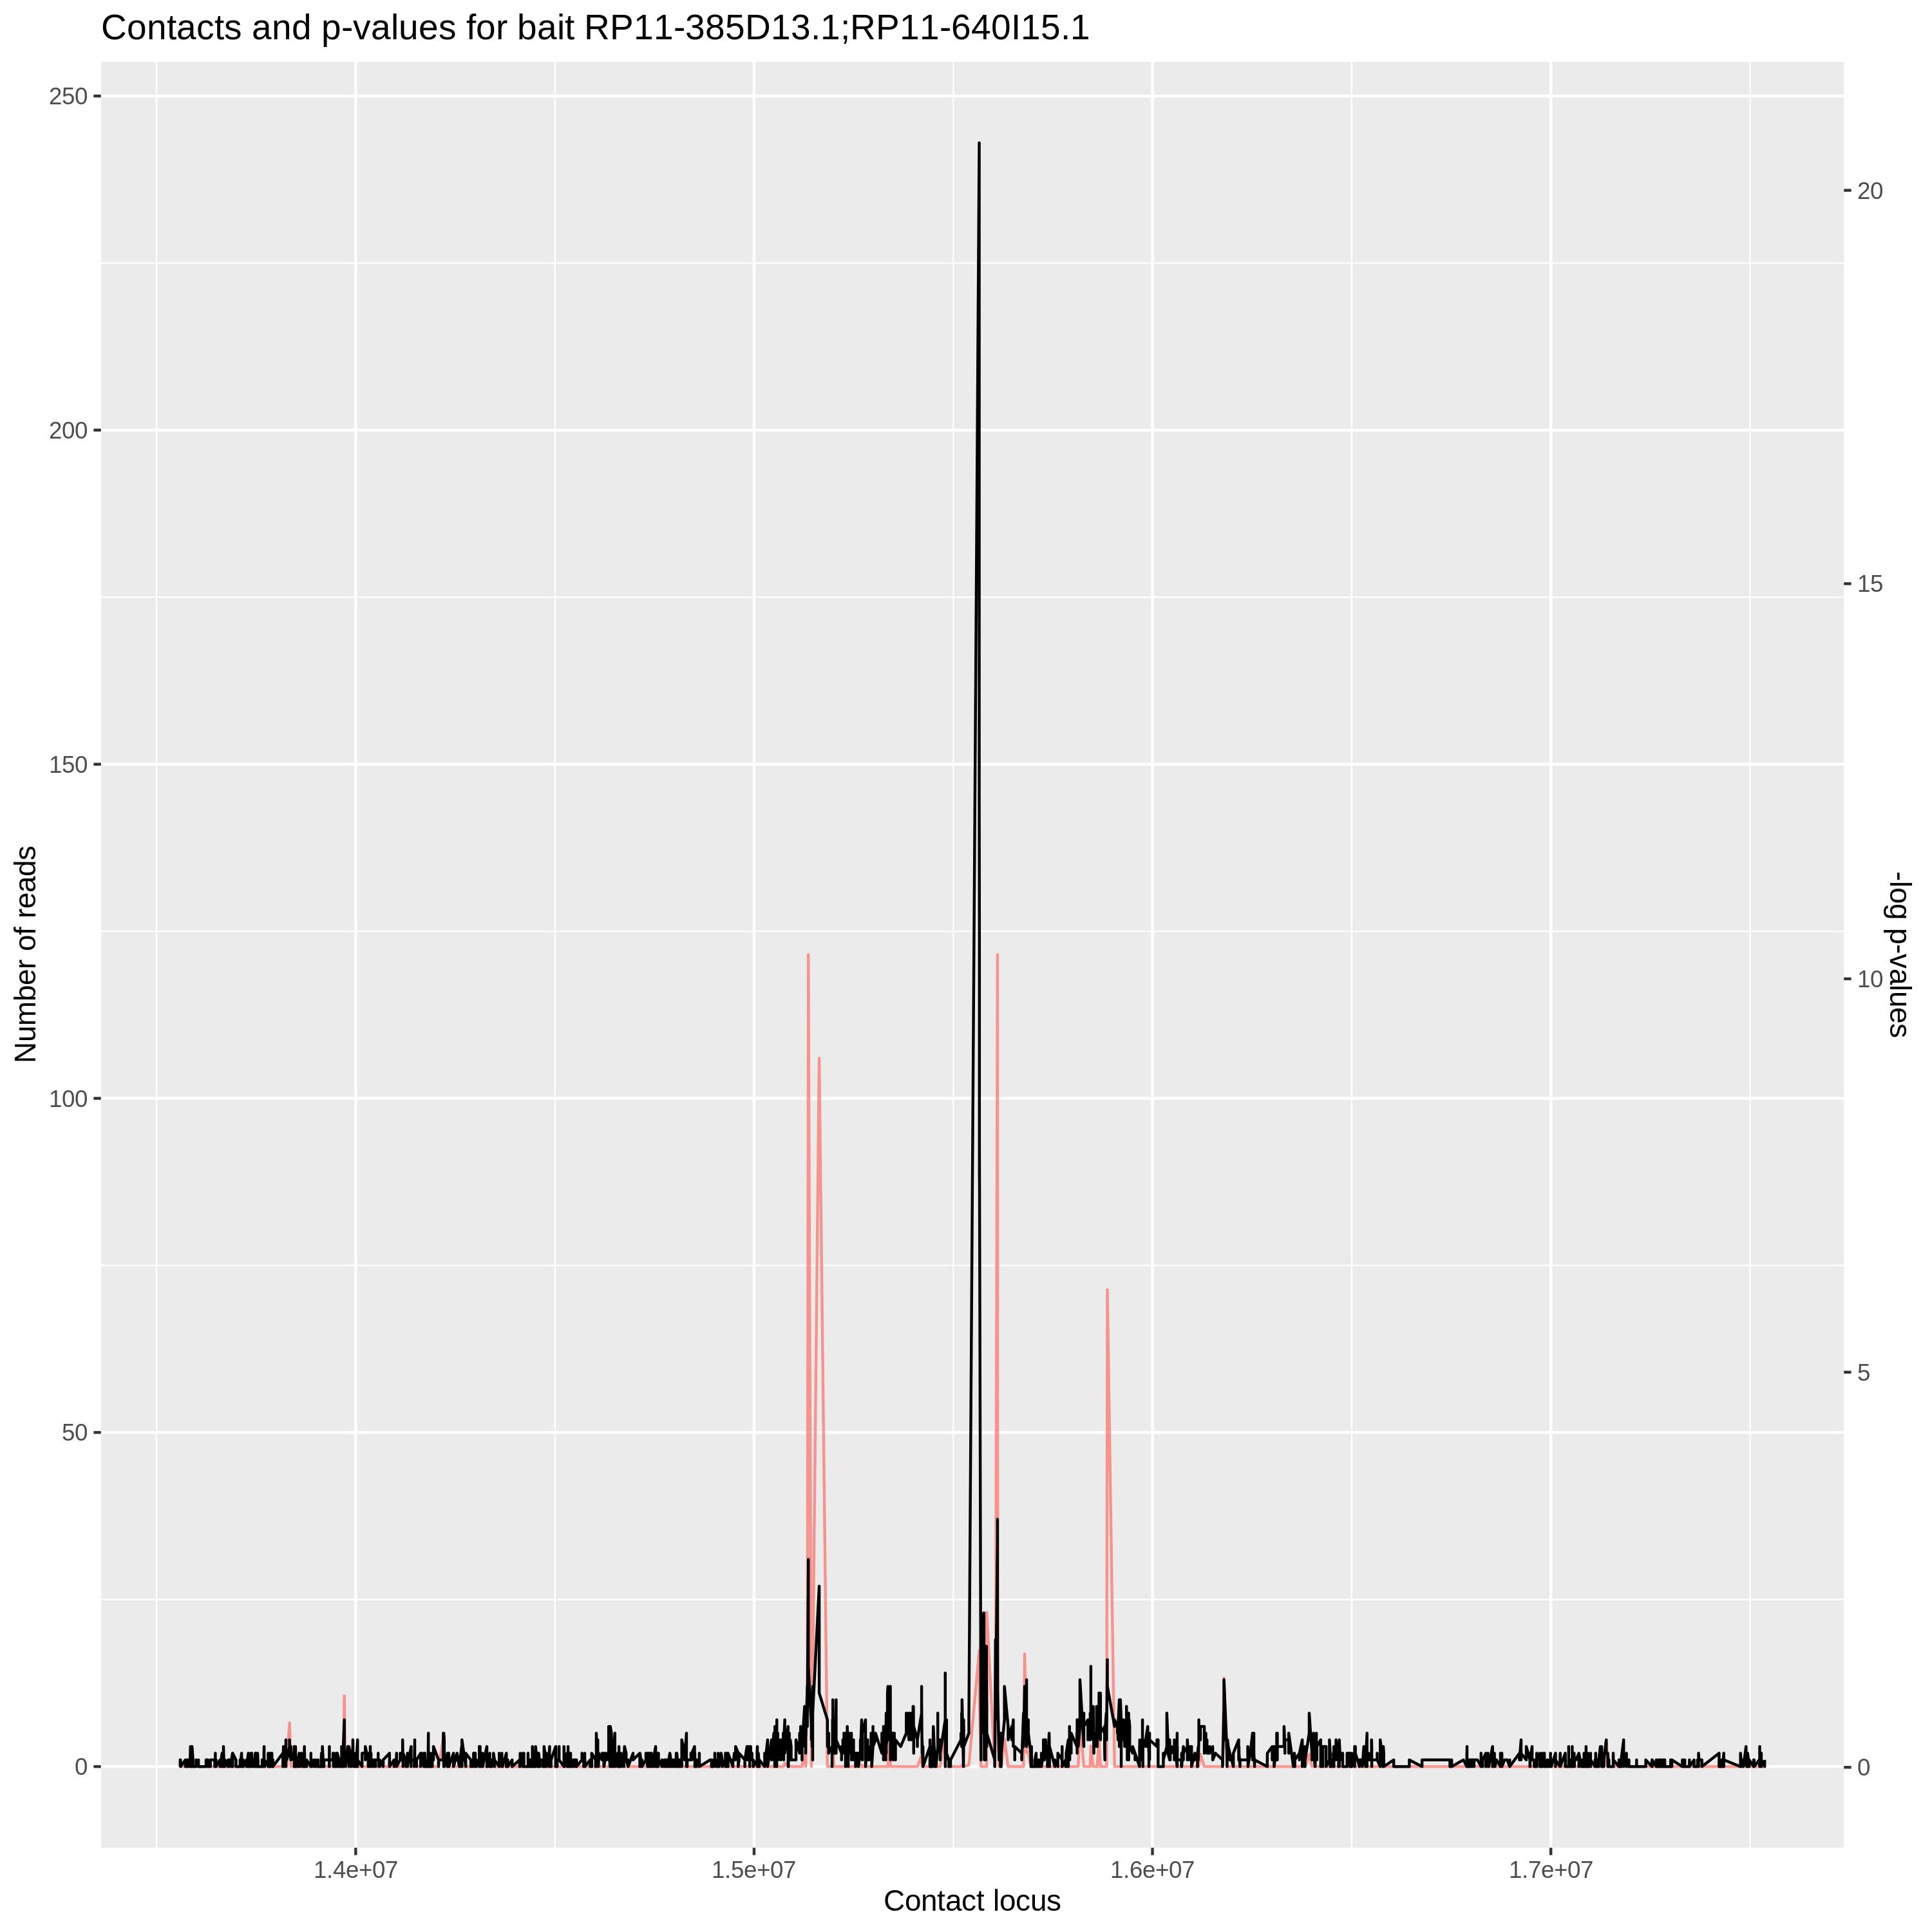 Contacts and p-values for bait RP11-385D13.1;RP11-640I15.1
250
200
150
100
50
0
Number of reads
20
15
10
5
0
-log p-values
1.4e+07
1.5e+07
1.6e+07
1.7e+07
Contact locus